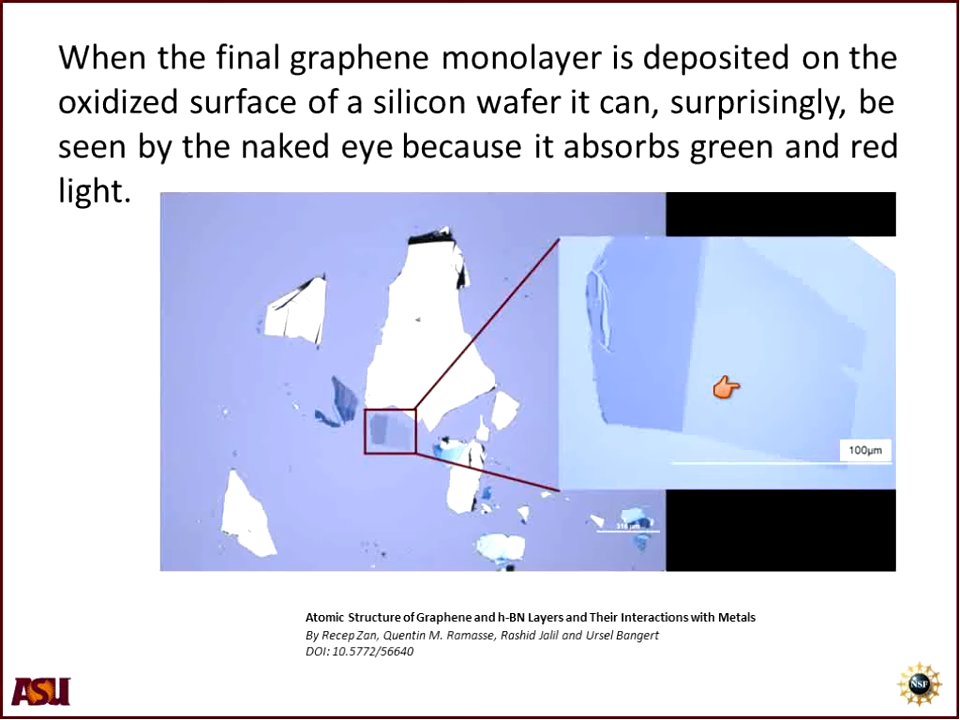 When the final graphene monolayer is deposited on the
oxidized surface of a silicon wafer it can, surprisingly, be
seen by the naked eye because it absorbs green and red
light.
100µm
Atomic Structure of Graphene and h-BN Layers and Their Interactions with Metals
By Recep Zan, Quentin M. Ramasse, Rashid Jalil and Ursel Bangert
DOI: 10.5772/56640
ASU
NSF